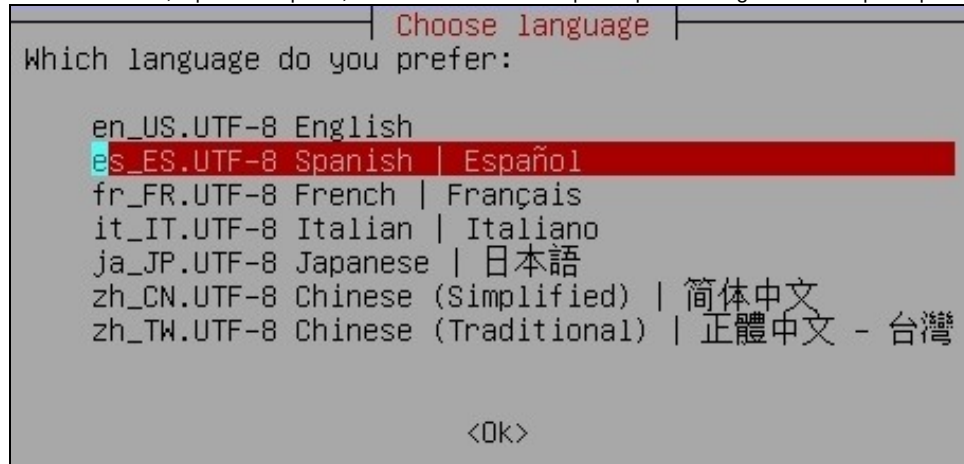 Choose language
Which language do you prefer:
en_US.UTF-8 English
es_ES.UTF-8 Spanish | Español
fr_FR.UTF-8 French | Français
it_IT.UTF-8 Italian | Italiano
ja_JP.UTF-8 Japanese | 日本語
zh_CN.UTF-8 Chinese (Simplified) | 简体中文
zh_TW.UTF-8 Chinese (Traditional) | 正體中文 - 台灣
<Ok>